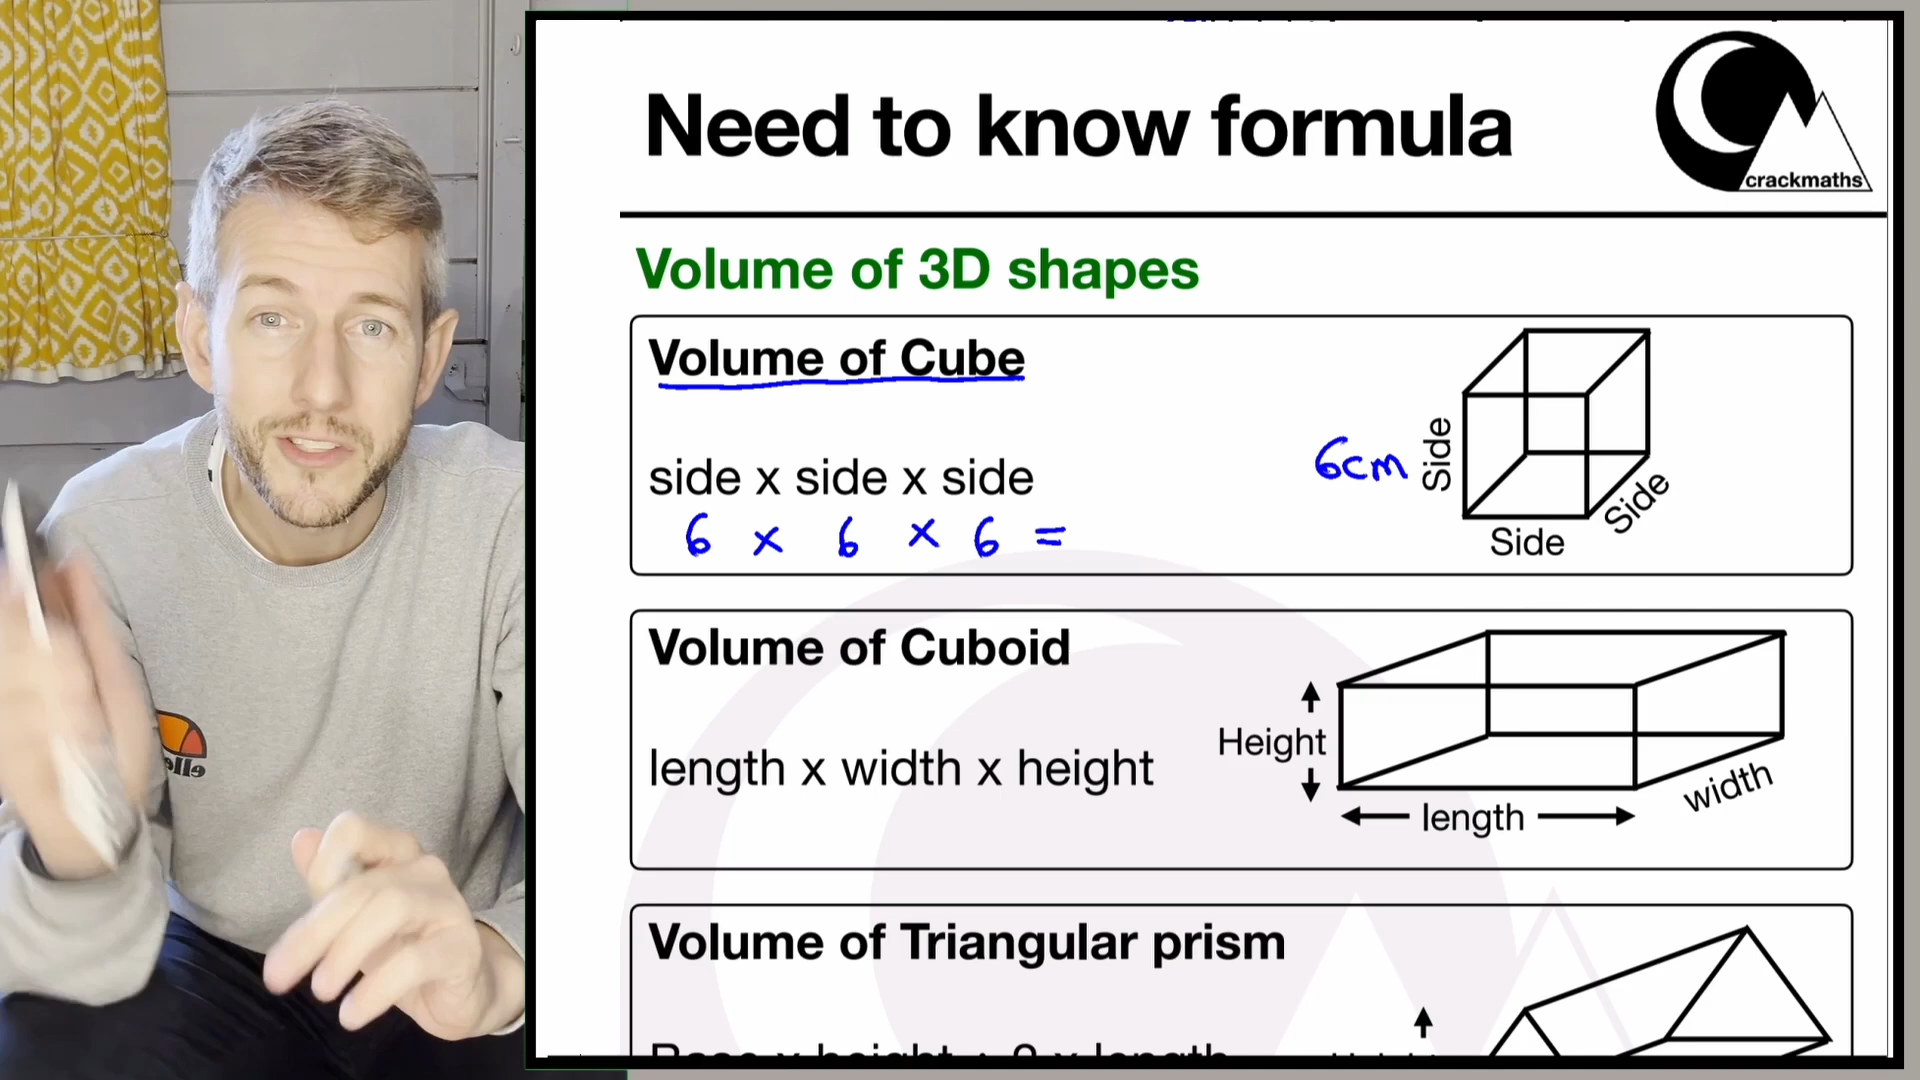 Need to know formula
crackmaths
Volume of 3D shapes
Volume of Cube
side x side x side
6 x 6 x 6 =
6cm
Side
Side
Side
Volume of Cuboid
length x width x height
Height
length
width
Volume of Triangular prism